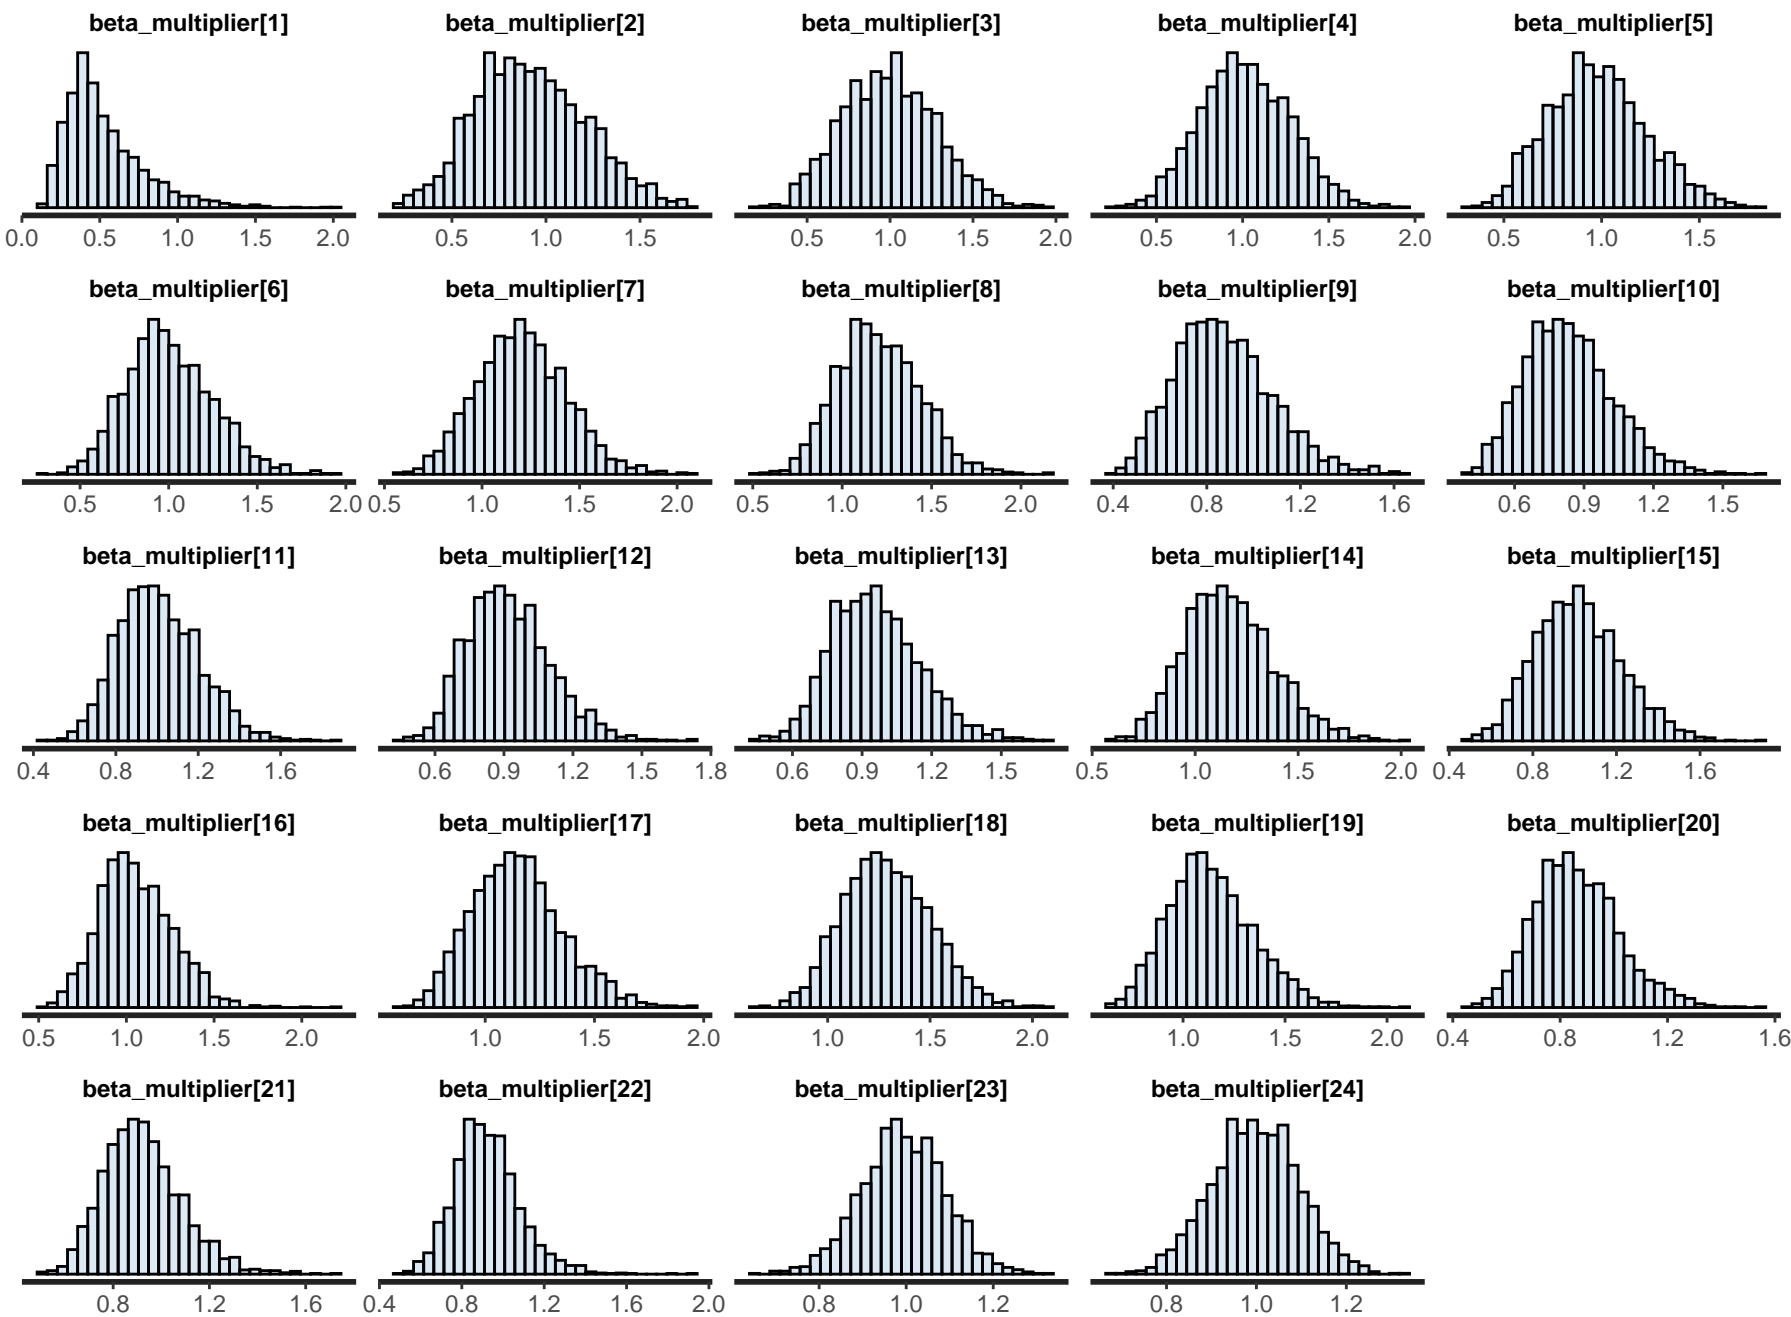 beta_multiplier[1] beta_multiplier[2] beta_multiplier[3] beta_multiplier[4] beta_multiplier[5]
0.0 0.5 1.0 1.5 2.0 0.5 1.0 1.5 0.5 1.0 1.5 2.0 0.5 1.0 1.5 2.0 0.5 1.0 1.5
beta_multiplier[6] beta_multiplier[7] beta_multiplier[8] beta_multiplier[9] beta_multiplier[10]
0.5 1.0 1.5 2.0 0.5 1.0 1.5 2.0 0.5 1.0 1.5 2.0 0.4 0.8 1.2 1.6 0.6 0.9 1.2 1.5
beta_multiplier[11] beta_multiplier[12] beta_multiplier[13] beta_multiplier[14] beta_multiplier[15]
0.4 0.8 1.2 1.6 0.6 0.9 1.2 1.5 1.8 0.6 0.9 1.2 1.5 0.5 1.0 1.5 2.0 0.4 0.8 1.2 1.6
beta_multiplier[16] beta_multiplier[17] beta_multiplier[18] beta_multiplier[19] beta_multiplier[20]
0.5 1.0 1.5 2.0 1.0 1.5 2.0 1.0 1.5 2.0 1.0 1.5 2.0 0.4 0.8 1.2 1.6
beta_multiplier[21] beta_multiplier[22] beta_multiplier[23] beta_multiplier[24]
0.8 1.2 1.6 0.4 0.8 1.2 1.6 2.0 0.8 1.0 1.2 0.8 1.0 1.2